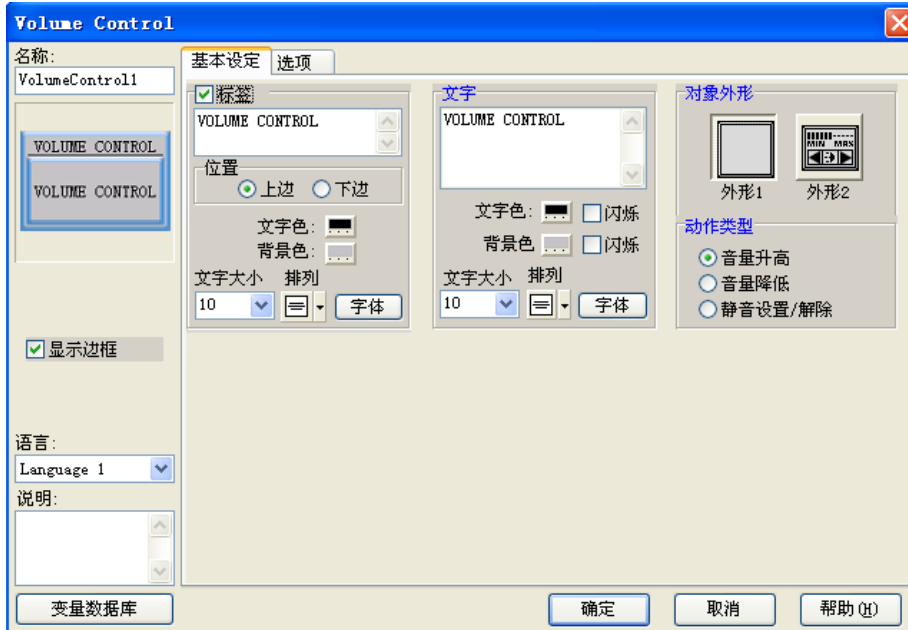 Volume Control
名称:
VolumeControl1
VOLUME CONTROL
VOLUME CONTROL
显示边框
语言:
Language 1
说明:
变量数据库
基本设定
选项
标签
VOLUME CONTROL
位置
上边
下边
文字色:
背景色:
文字大小 排列
10
字体
文字
VOLUME CONTROL
文字色:
闪烁
背景色
闪烁
文字大小 排列
10
字体
对象外形
MIN MAX
外形1
外形2
动作类型
音量升高
音量降低
静音设置/解除
确定
取消
帮助(H)